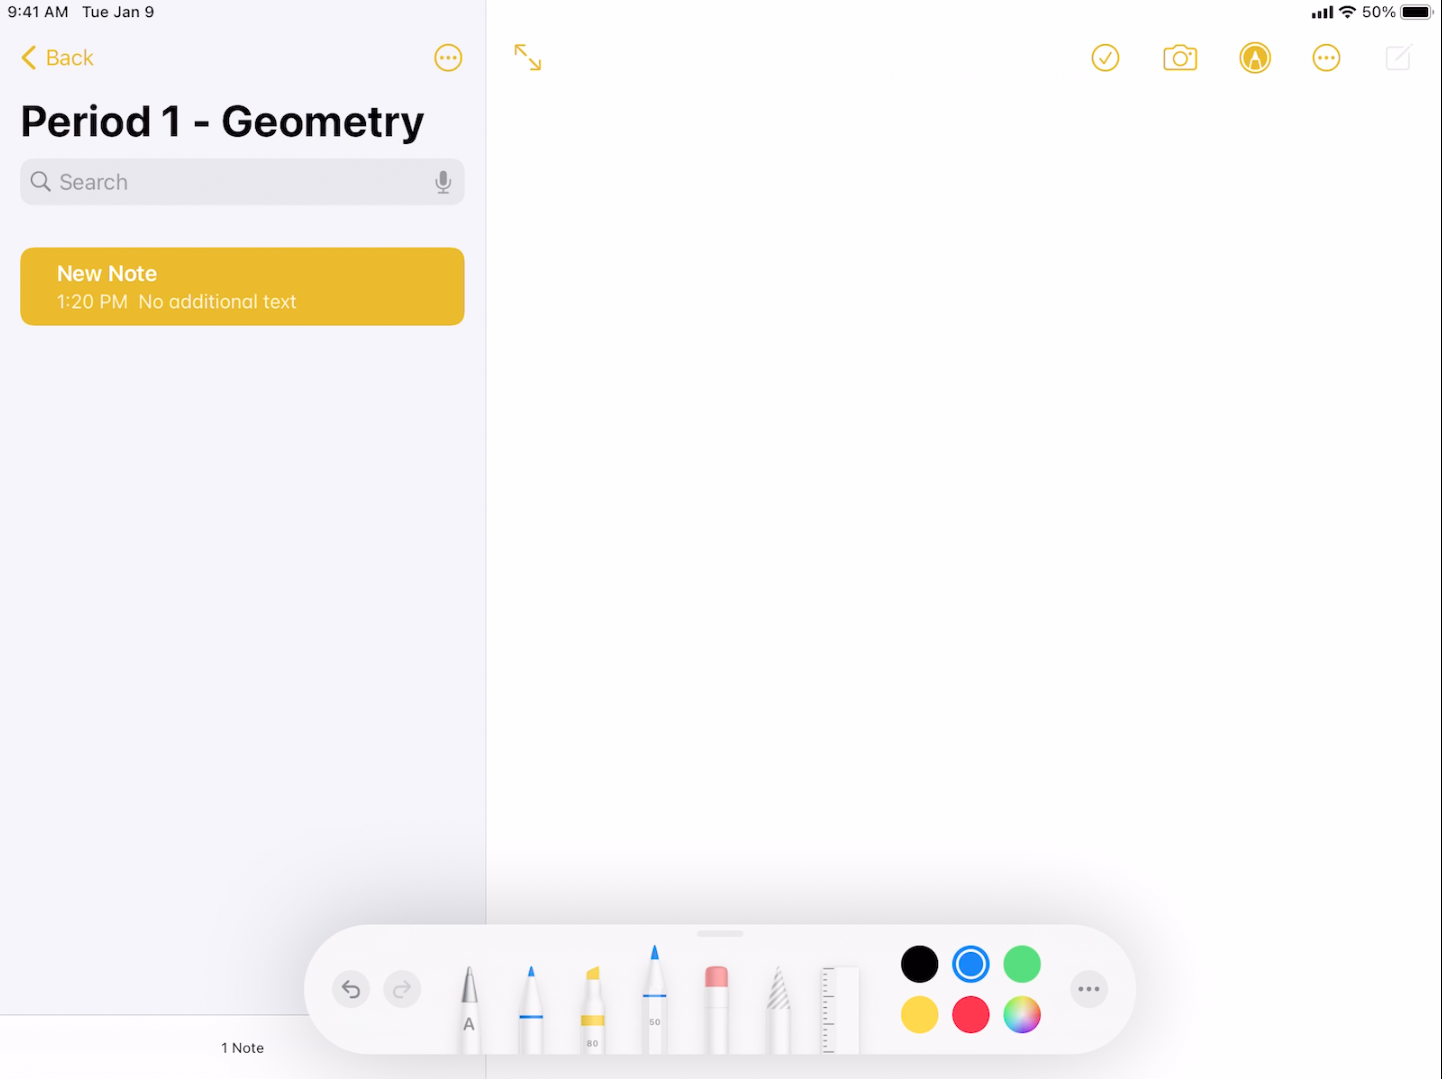 9:41 AM Tue Jan 9
50%
Back
Period 1 - Geometry
Search
New Note
1:20 PM No additional text
A
80
50
1 Note